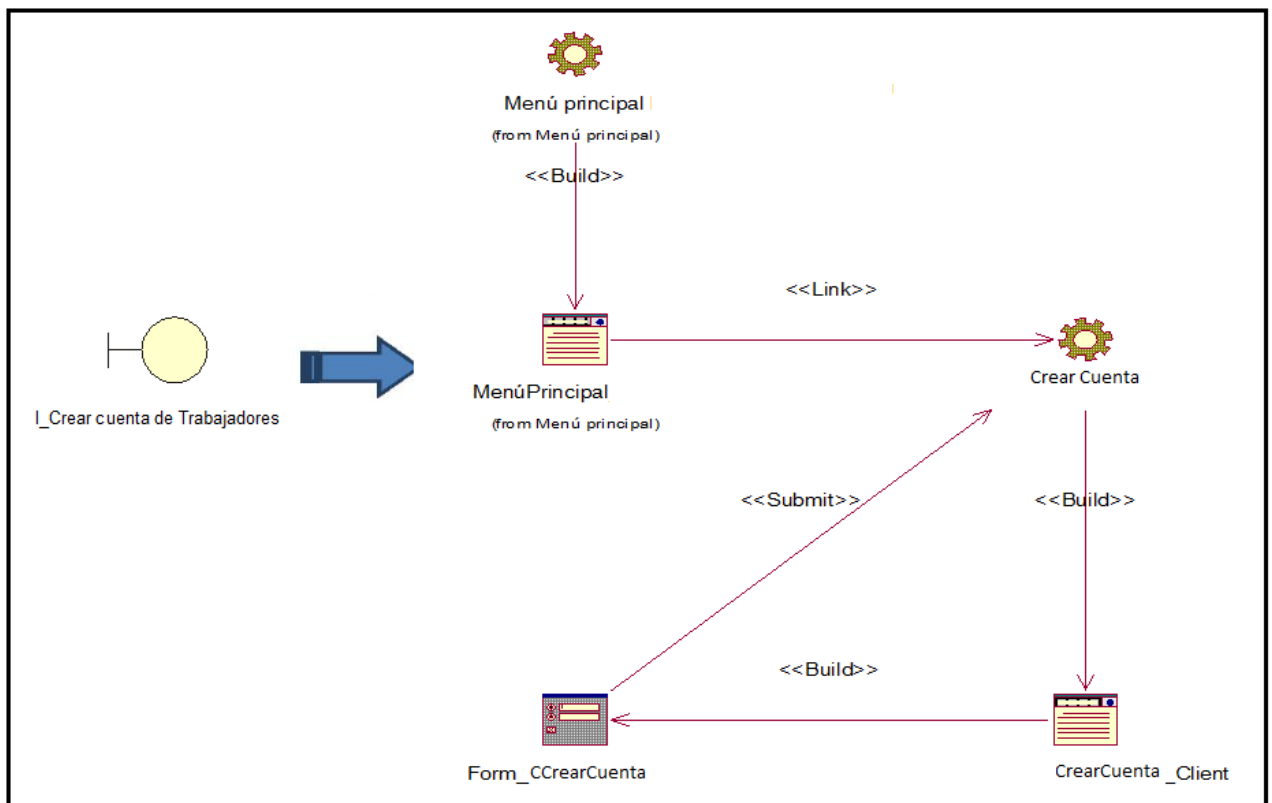 Menú principal
(from Menú principal)
<<Build>>
<<Link>>
I_Crear cuenta de Trabajadores
MenúPrincipal
(from Menú principal)
Crear Cuenta
<<Submit>>
<<Build>>
<<Build>>
Form_CCrearCuenta
CrearCuenta _Client